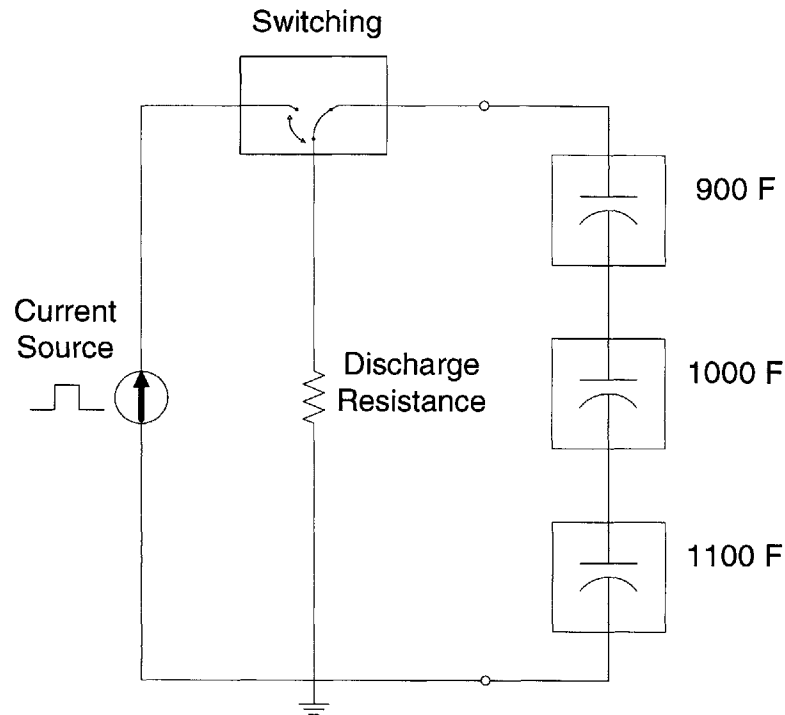 Switching
900 F
Current
Source
Discharge
Resistance
1000 F
1100 F